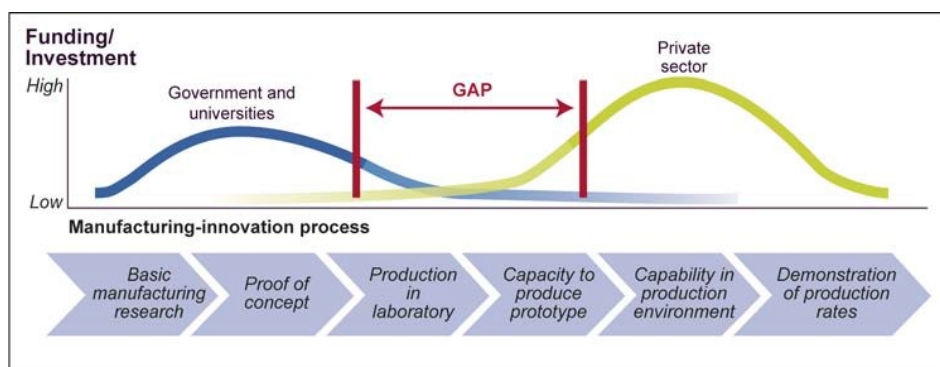 Funding/
Investment
High
Low
Government and
universities
GAP
Private
sector
Manufacturing-innovation process
Basic
manufacturing
research
Proof of
concept
Production
in
laboratory
Capacity to
produce
prototype
Capability in
production
environment
Demonstration
of production
rates